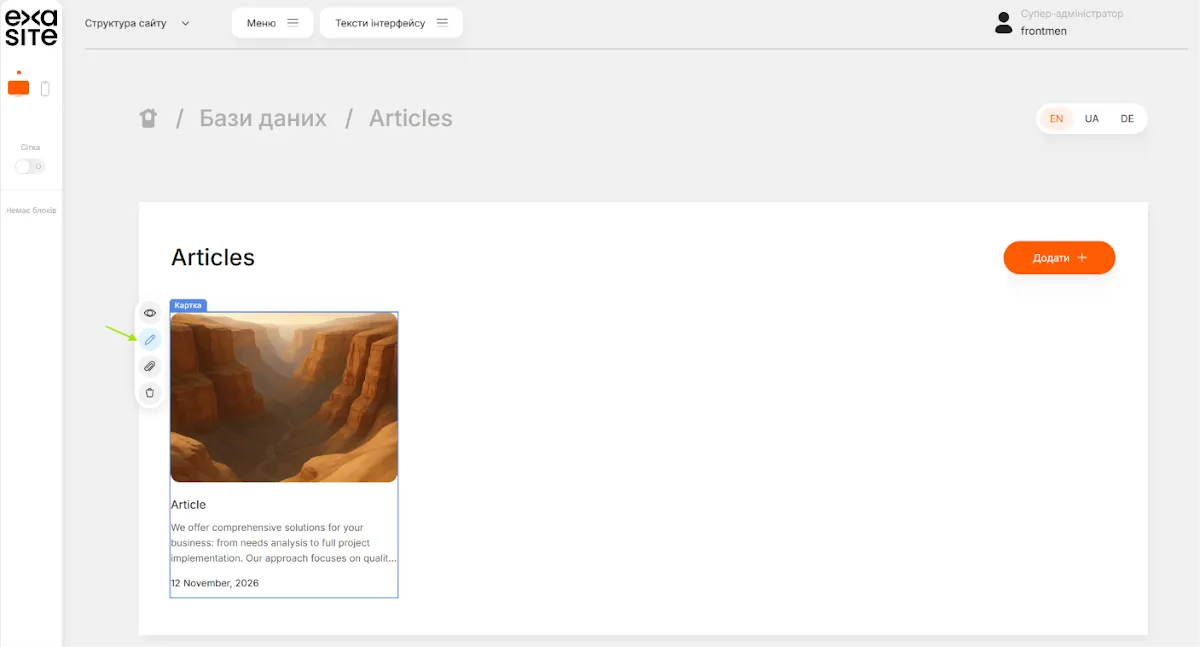 exa
SITE
Структура сайту
Меню
Тексти інтерфейсу
Супер-адміністратор
frontmen
/ Бази даних / Articles
EN UA DE
Сітка
Немає блоків
Articles
Додати +
Картка
Article
We offer comprehensive solutions for your
business: from needs analysis to full project
implementation. Our approach focuses on qualit...
12 November, 2026